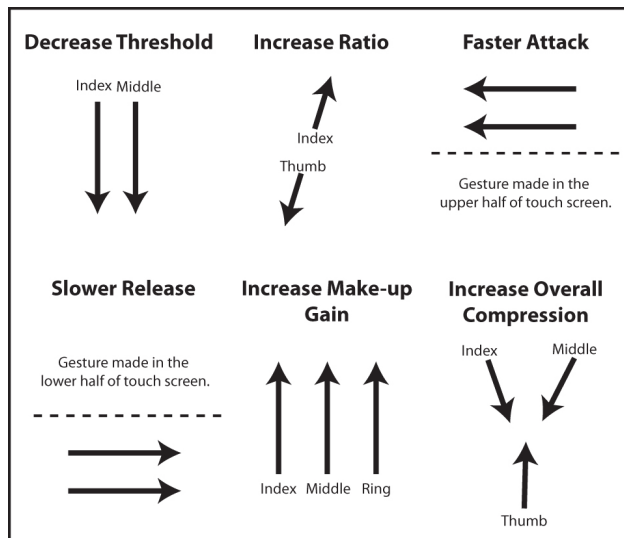 Decrease Threshold
Index Middle
Increase Ratio
Index
Thumb
Faster Attack
Gesture made in the
upper half of touch screen.
Slower Release
Gesture made in the
lower half of touch screen.
Increase Make-up
Gain
Index Middle Ring
Increase Overall
Compression
Index Middle
Thumb